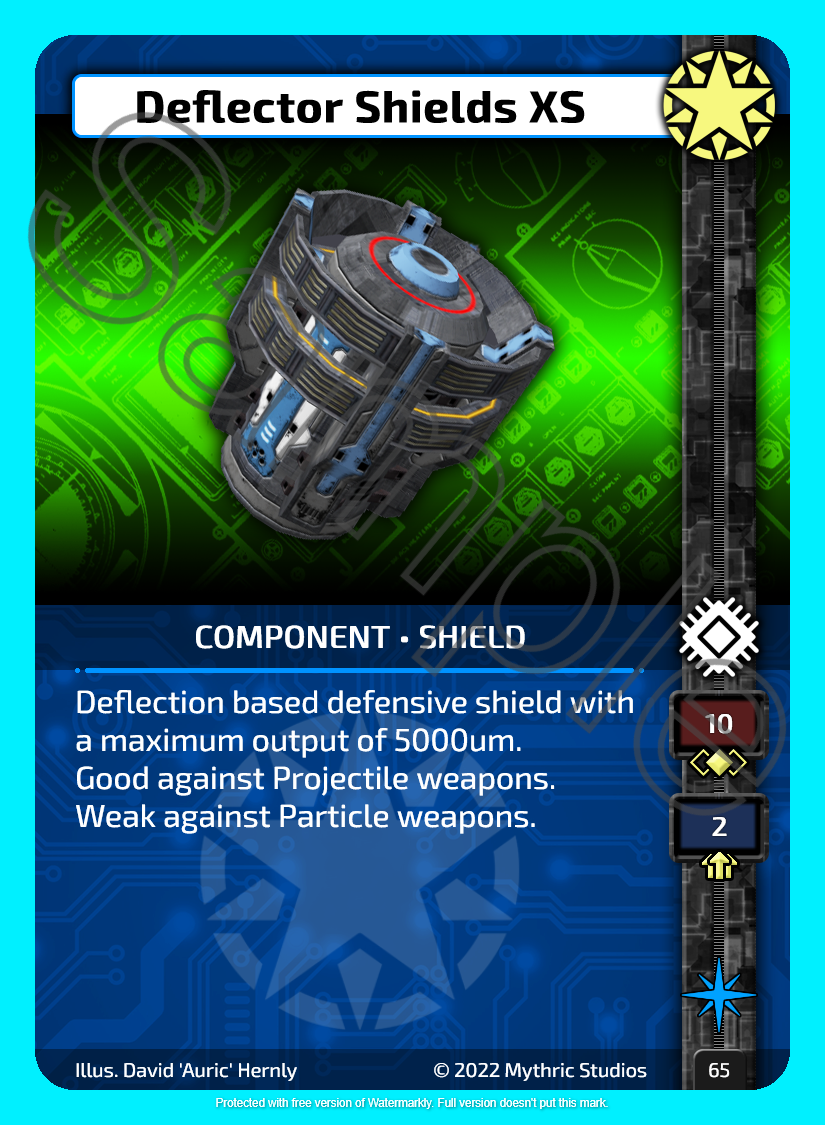 Deflector Shields XS
COMPONENT • SHIELD
Deflection based defensive shield with
a maximum output of 5000um.
Good against Projectile weapons.
Weak against Particle weapons.
10
2
Illus. David 'Auric' Hernly
© 2022 Mythric Studios
65
Sample
Protected with free version of Watermarkly. Full version doesn't put this mark.